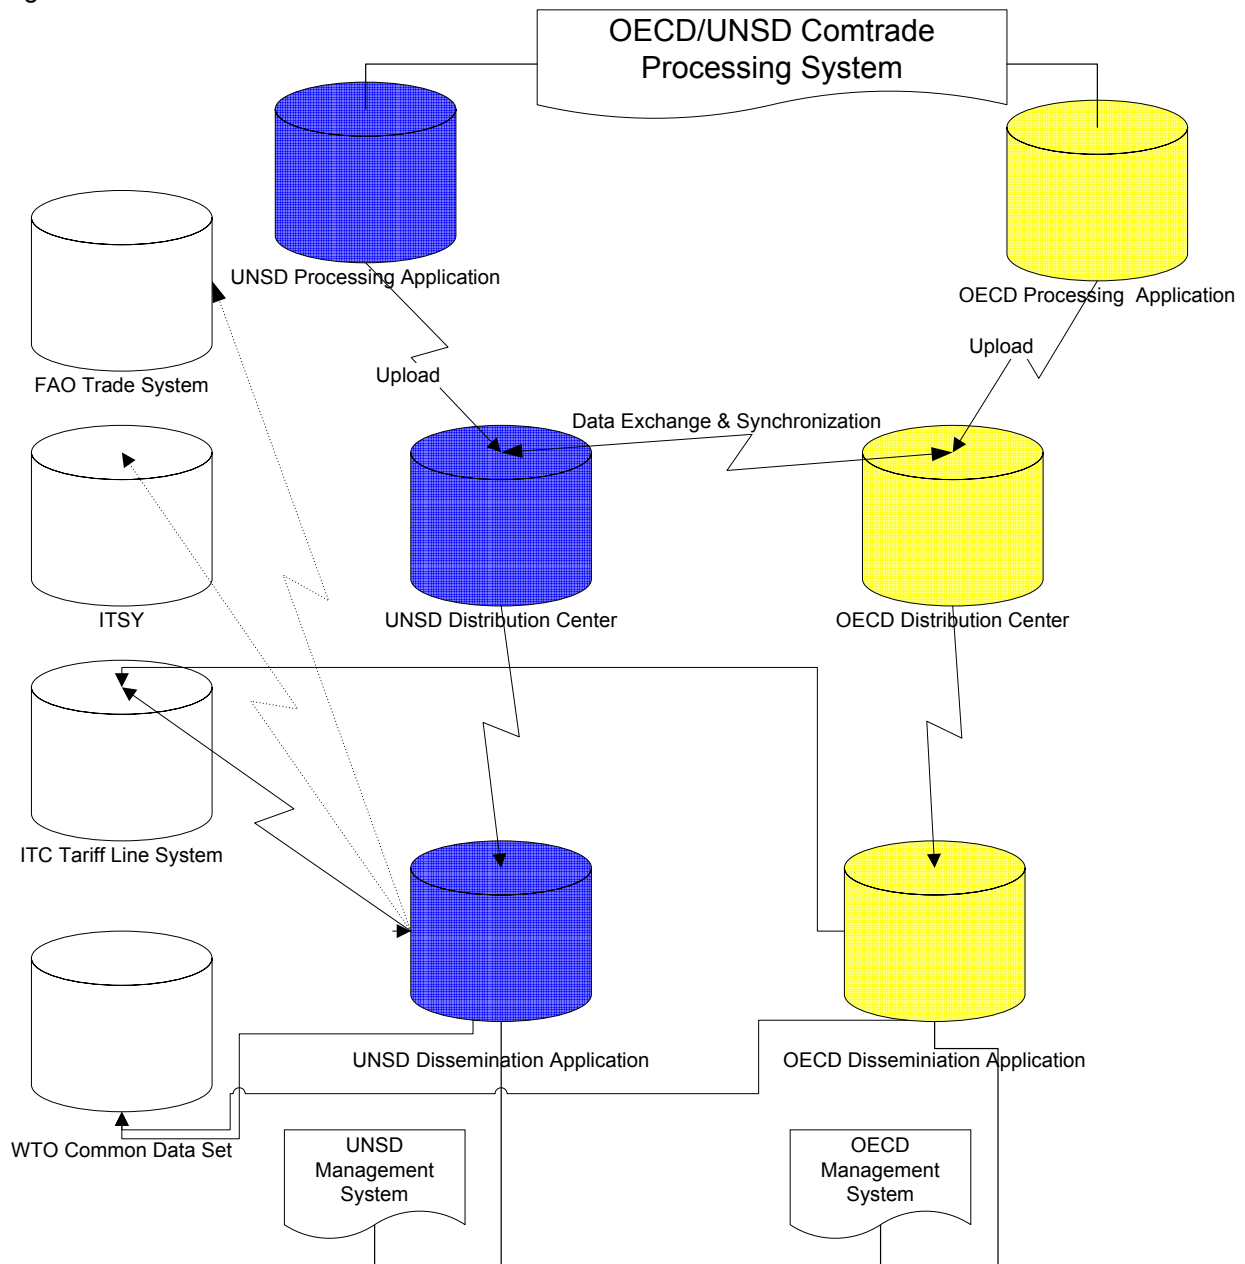 OECD/UNSD Comtrade
Processing System
UNSD Processing Application
OECD Processing Application
FAO Trade System
Upload
Upload
Data Exchange & Synchronization
ITSY
UNSD Distribution Center
OECD Distribution Center
ITC Tariff Line System
UNSD Dissemination Application
OECD Disseminiation Application
WTO Common Data Set
UNSD
Management
System
OECD
Management
System